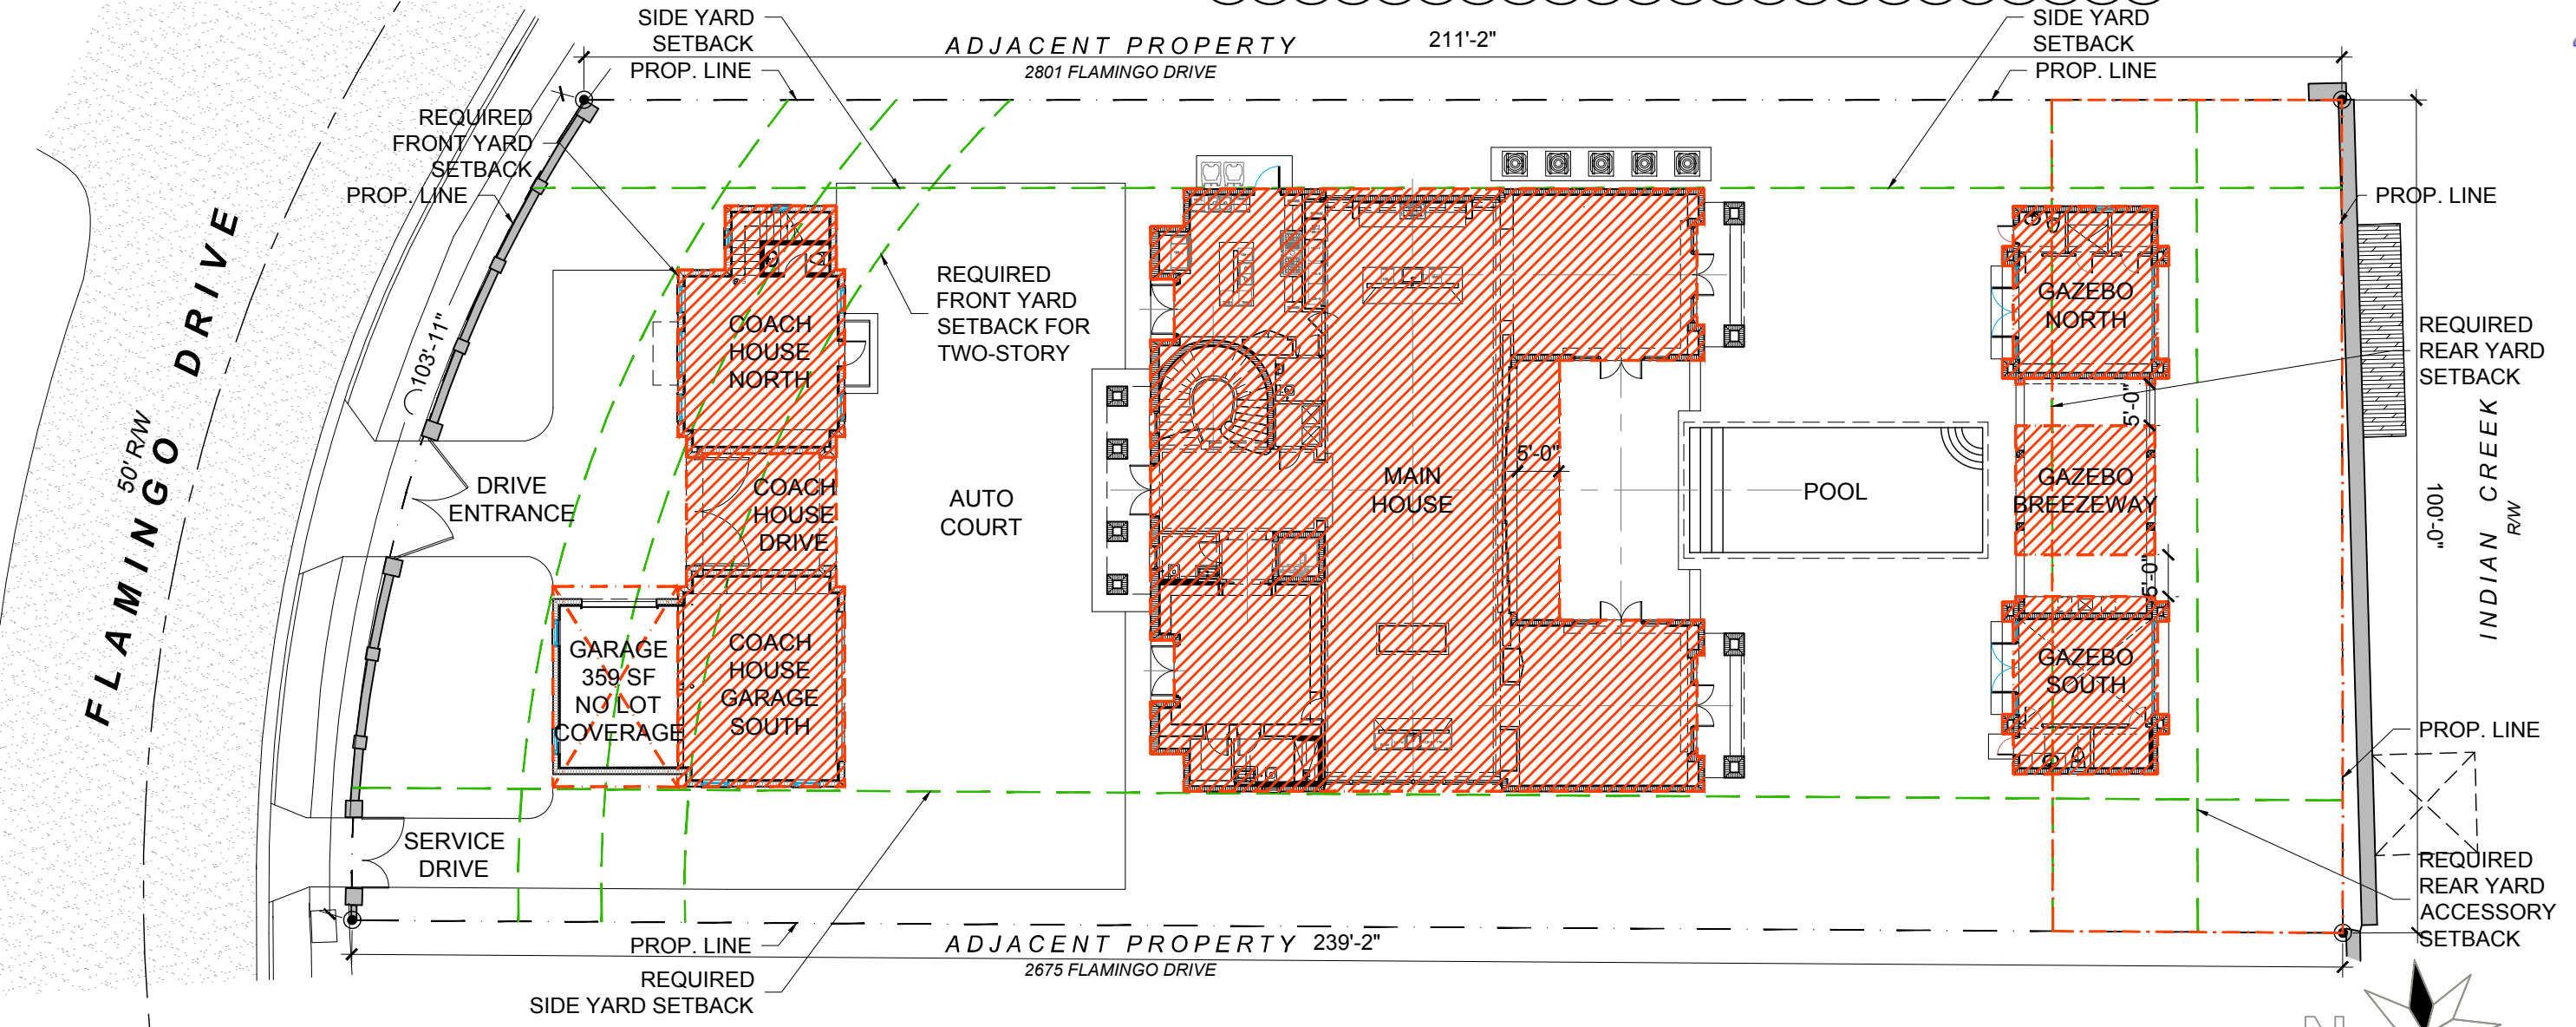 SIDE YARD
SETBACK
PROP. LINE
ADJACENT PROPERTY
2801 FLAMINGO DRIVE
211'-2"
SIDE YARD
SETBACK
PROP. LINE
REQUIRED
FRONT YARD
SETBACK
PROP. LINE
PROP. LINE
FLAMINGO DRIVE
50' R/W
103'-11"
REQUIRED
FRONT YARD
SETBACK FOR
TWO-STORY
COACH
HOUSE
NORTH
GAZEBO
NORTH
REQUIRED
REAR YARD
SETBACK
5'-0"
DRIVE
ENTRANCE
COACH
HOUSE
DRIVE
AUTO
COURT
MAIN
HOUSE
5'-0"
POOL
GAZEBO
BREEZEWAY
5'-0"
100'-0"
INDIAN CREEK
R/W
GARAGE
359 SF
NO LOT
COVERAGE
COACH
HOUSE
GARAGE
SOUTH
GAZEBO
SOUTH
PROP. LINE
SERVICE
DRIVE
REQUIRED
REAR YARD
ACCESSORY
SETBACK
PROP. LINE
ADJACENT PROPERTY
239'-2"
2675 FLAMINGO DRIVE
REQUIRED
SIDE YARD SETBACK